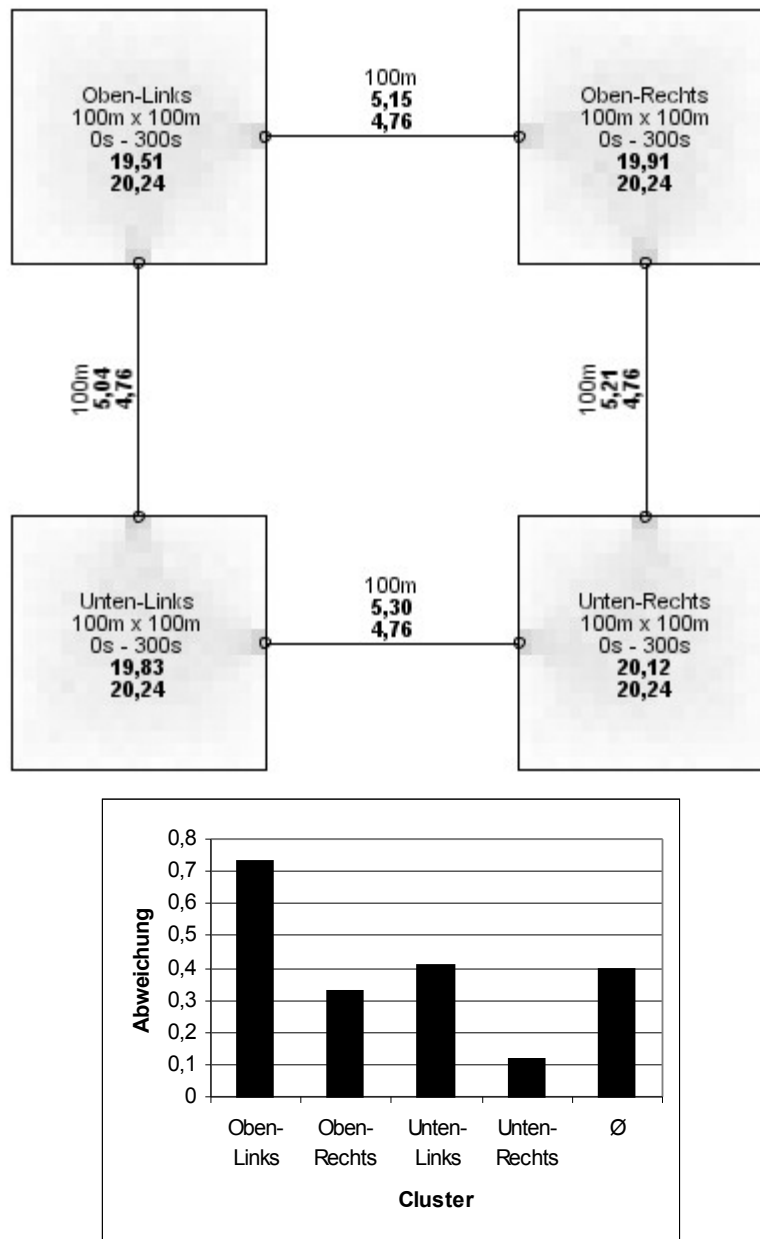 Oben-Links
100m x 100m
0s - 300s
19,51
20,24
100m
5,15
4,76
Oben-Rechts
100m x 100m
0s - 300s
19,91
20,24
100m
5,04
4,76
100m
5,21
4,76
Unten-Links
100m x 100m
0s - 300s
19,83
20,24
100m
5,30
4,76
Unten-Rechts
100m x 100m
0s - 300s
20,12
20,24
Abweichung
0,8
0,7
0,6
0,5
0,4
0,3
0,2
0,1
0
Oben-
Links
Oben-
Rechts
Unten-
Links
Unten-
Rechts
Ø
Cluster